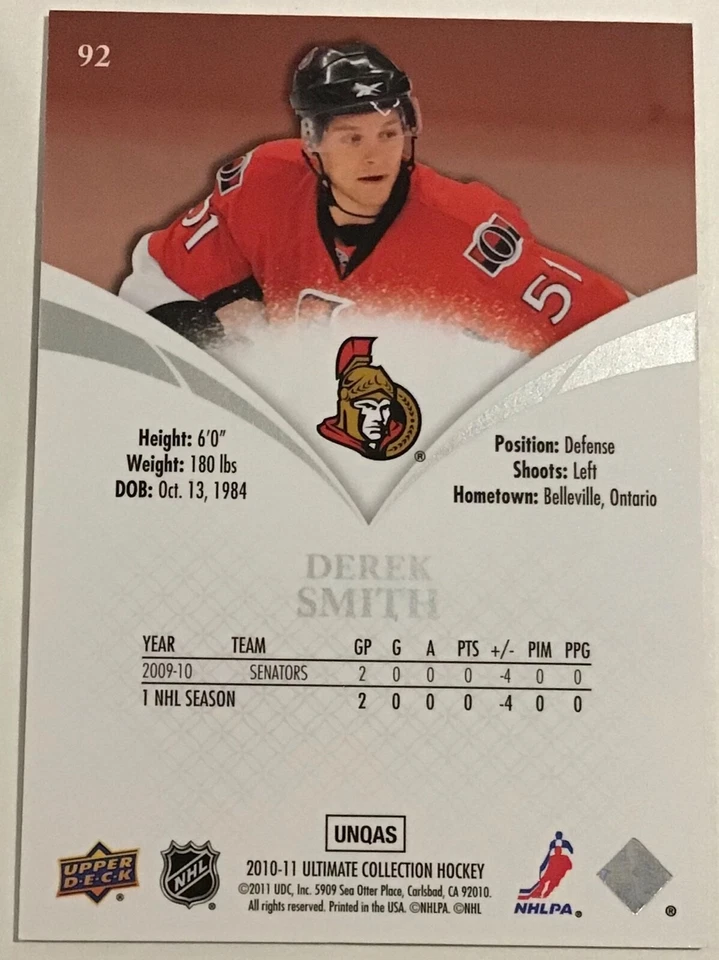 92
51
51
®
Height: 6'0"
Weight: 180 lbs
DOB: Oct. 13, 1984
Position: Defense
Shoots: Left
Hometown: Belleville, Ontario
DEREK
SMITH
YEAR TEAM GP G A PTS +/- PIM PPG
2009-10 SENATORS 2 0 0 0 -4 0 0
1 NHL SEASON 2 0 0 0 -4 0 0
UNQAS
UPPER
D·E·C·K
®
NHL
®
2010-11 ULTIMATE COLLECTION HOCKEY
©2011 UDC, Inc. 5909 Sea Otter Place, Carlsbad, CA 92010.
All rights reserved. Printed in the USA. ©NHLPA. ©NHL
NHLPA®
®